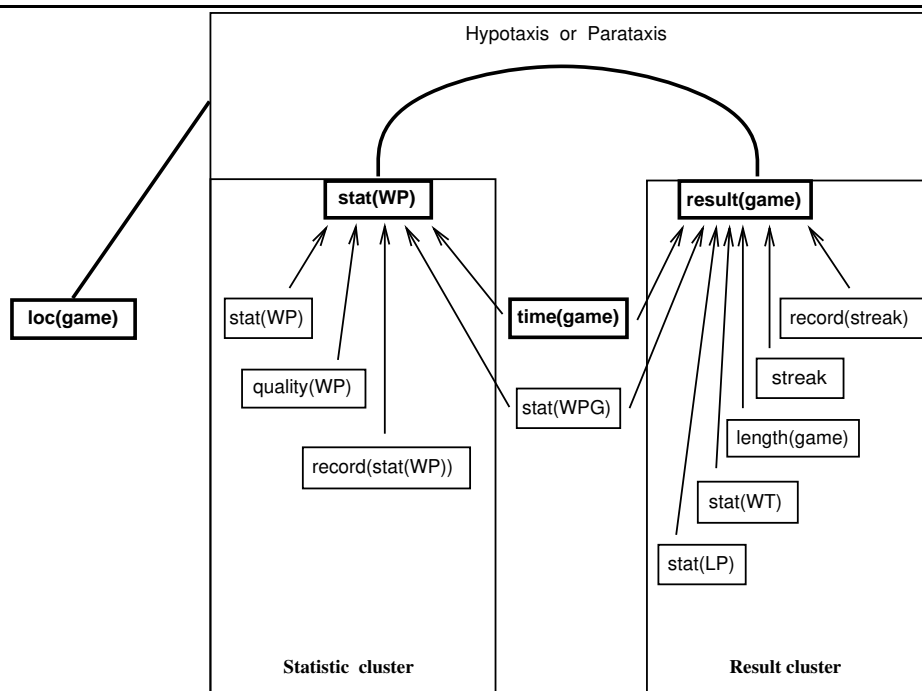 Hypotaxis or Parataxis
stat(WP)
result(game)
loc(game)
stat(WP)
time(game)
record(streak)
quality(WP)
stat(WPG)
streak
length(game)
record(stat(WP))
stat(WT)
stat(LP)
Statistic cluster
Result cluster